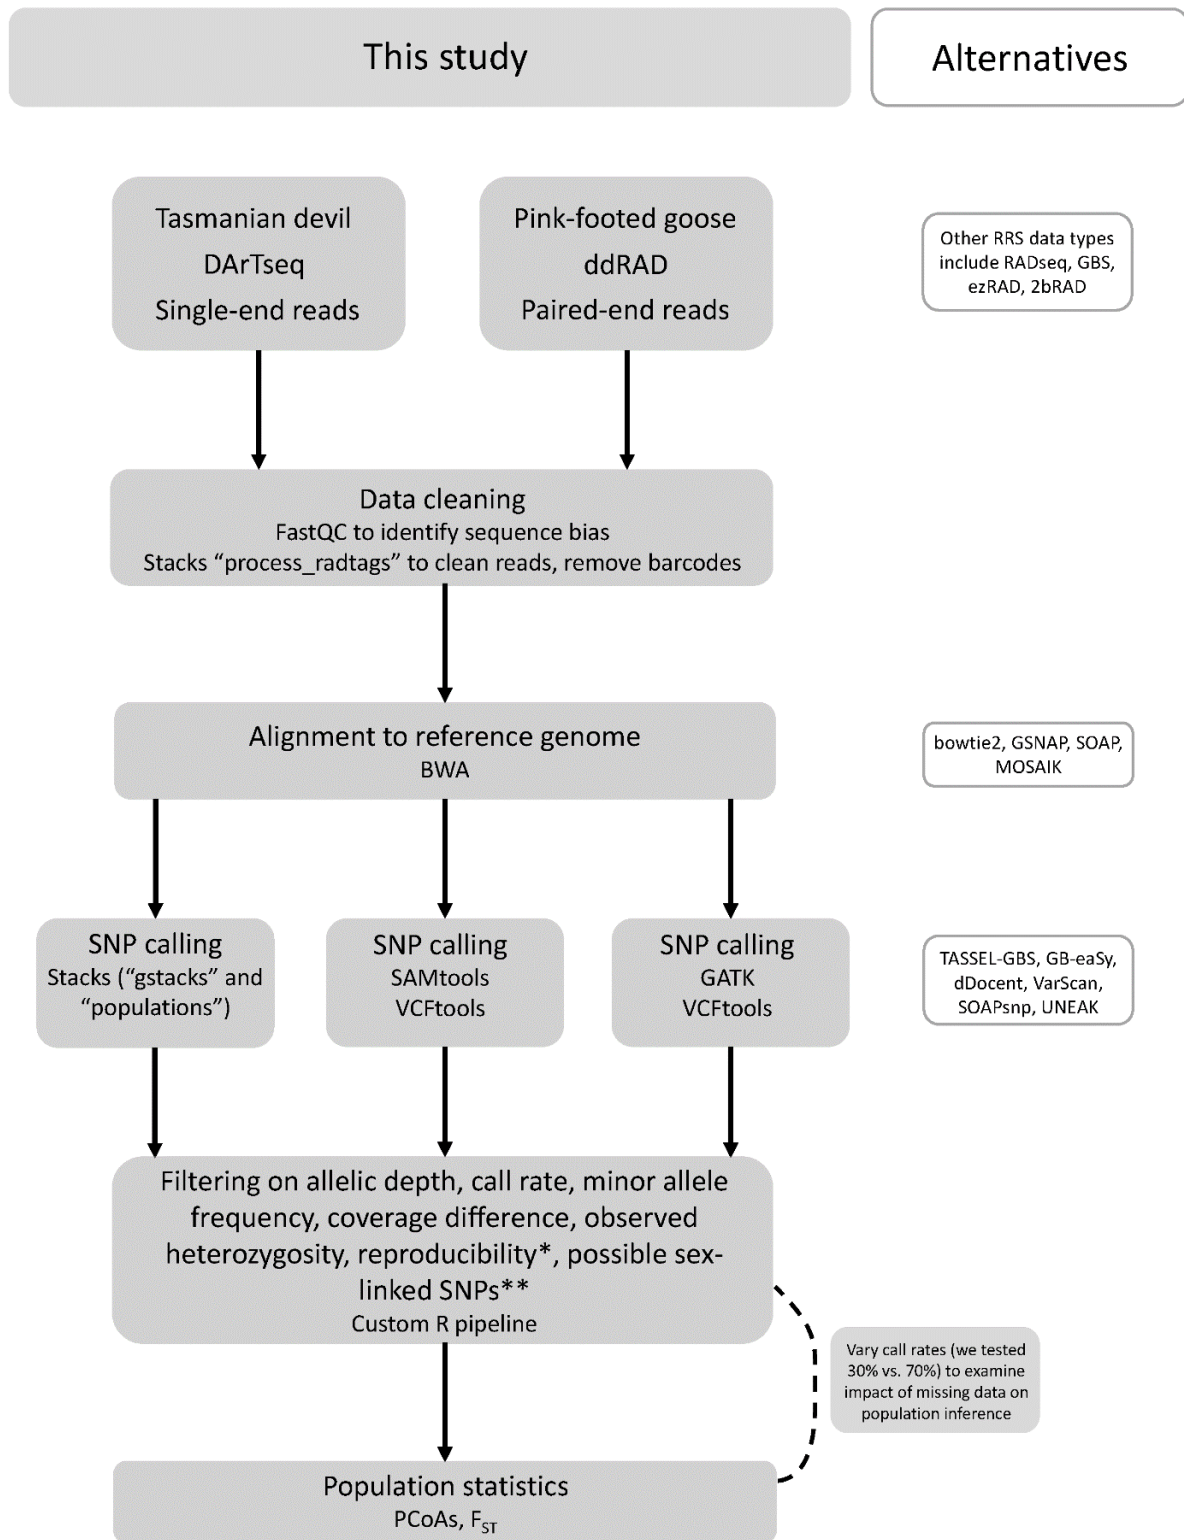 This study
Alternatives
Tasmanian devil
DArTseq
Single-end reads
Pink-footed goose
ddRAD
Paired-end reads
Other RRS data types
include RADseq, GBS,
ezRAD, 2bRAD
Data cleaning
FastQC to identify sequence bias
Stacks “process_radtags” to clean reads, remove barcodes
Alignment to reference genome
BWA
bowtie2, GSNAP, SOAP,
MOSAIK
SNP calling
Stacks (“gstacks” and
“populations”)
SNP calling
SAMtools
VCFtools
SNP calling
GATK
VCFtools
TASSEL-GBS, GB-eaSy,
dDocent, VarScan,
SOAPsnp, UNEAK
Filtering on allelic depth, call rate, minor allele
frequency, coverage difference, observed
heterozygosity, reproducibility*, possible sex-
linked SNPs**
Custom R pipeline
Vary call rates (we tested
30% vs. 70%) to examine
impact of missing data on
population inference
Population statistics
PCoAs, FST